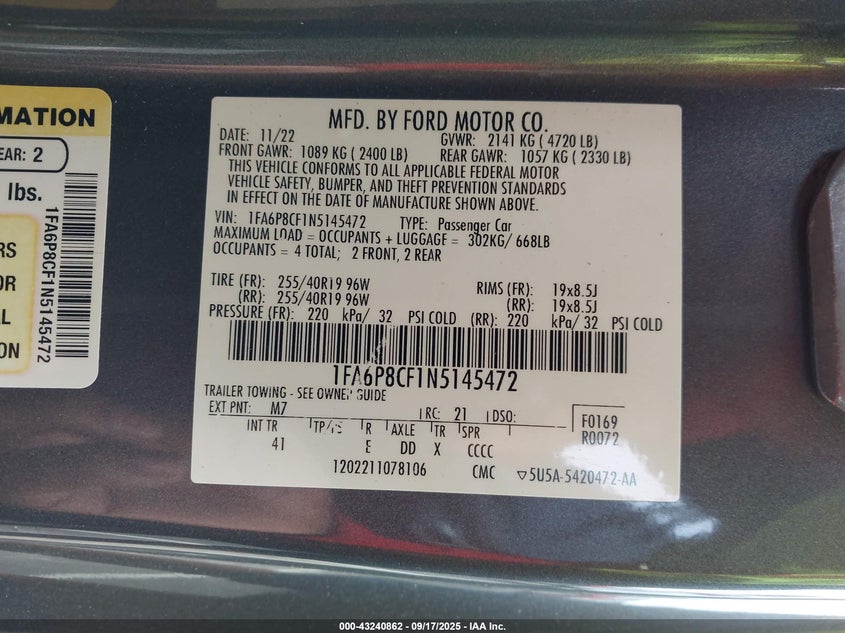 MATION
EAR: 2
lbs.
RS
OR
AL
ON
1FA6P8CF1N5145472
MFD. BY FORD MOTOR CO.
DATE: 11/22 GVWR: 2141 KG ( 4720 LB)
FRONT GAWR: 1089 KG ( 2400 LB) REAR GAWR: 1057 KG ( 2330 LB)
THIS VEHICLE CONFORMS TO ALL APPLICABLE FEDERAL MOTOR
VEHICLE SAFETY, BUMPER, AND THEFT PREVENTION STANDARDS
IN EFFECT ON THE DATE OF MANUFACTURE SHOWN ABOVE.
VIN: 1FA6P8CF1N5145472 TYPE: Passenger Car
MAXIMUM LOAD = OCCUPANTS + LUGGAGE = 302KG/ 668LB
OCCUPANTS = 4 TOTAL; 2 FRONT, 2 REAR
TIRE (FR): 255/40R19 96W RIMS (FR): 19x8.5J
(RR): 255/40R19 96W (RR): 19x8.5J
PRESSURE (FR): 220 kPa/ 32 PSI COLD (RR): 220 kPa/ 32 PSI COLD
1FA6P8CF1N5145472
TRAILER TOWING - SEE OWNER GUIDE
EXT PNT: M7 RC: 21 DSO: F0169
INT TR TP/PS R AXLE TR SPR R0072
41 E DD X CCCC
1202211078106 CMC ▽5U5A-5420472-AA
000-43240862 - 09/17/2025 - IAA Inc.